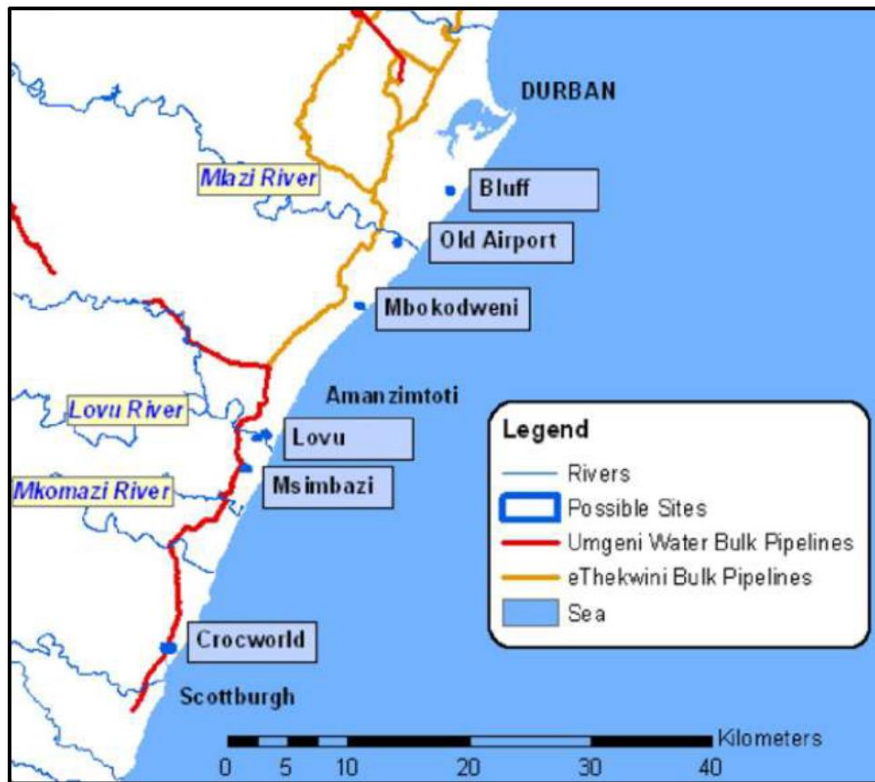 DURBAN
Mlazi River
Bluff
Old Airport
Mbokodweni
Amanzimtoti
Lovu River
Lovu
Mkomazi River
Msimbazi
Crocworld
Scottburgh
Legend
Rivers
Possible Sites
Umgeni Water Bulk Pipelines
eThekwini Bulk Pipelines
Sea
Kilometers
0 5 10 20 30 40